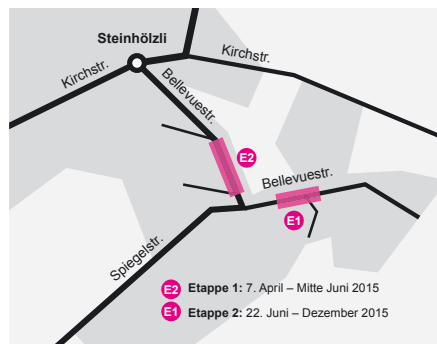 Steinhölzli
Kirchstr.
Kirchstr.
Bellevuestr.
E2
Bellevuestr.
E1
Spiegelstr.
E2 Etappe 1: 7. April – Mitte Juni 2015
E1 Etappe 2: 22. Juni – Dezember 2015